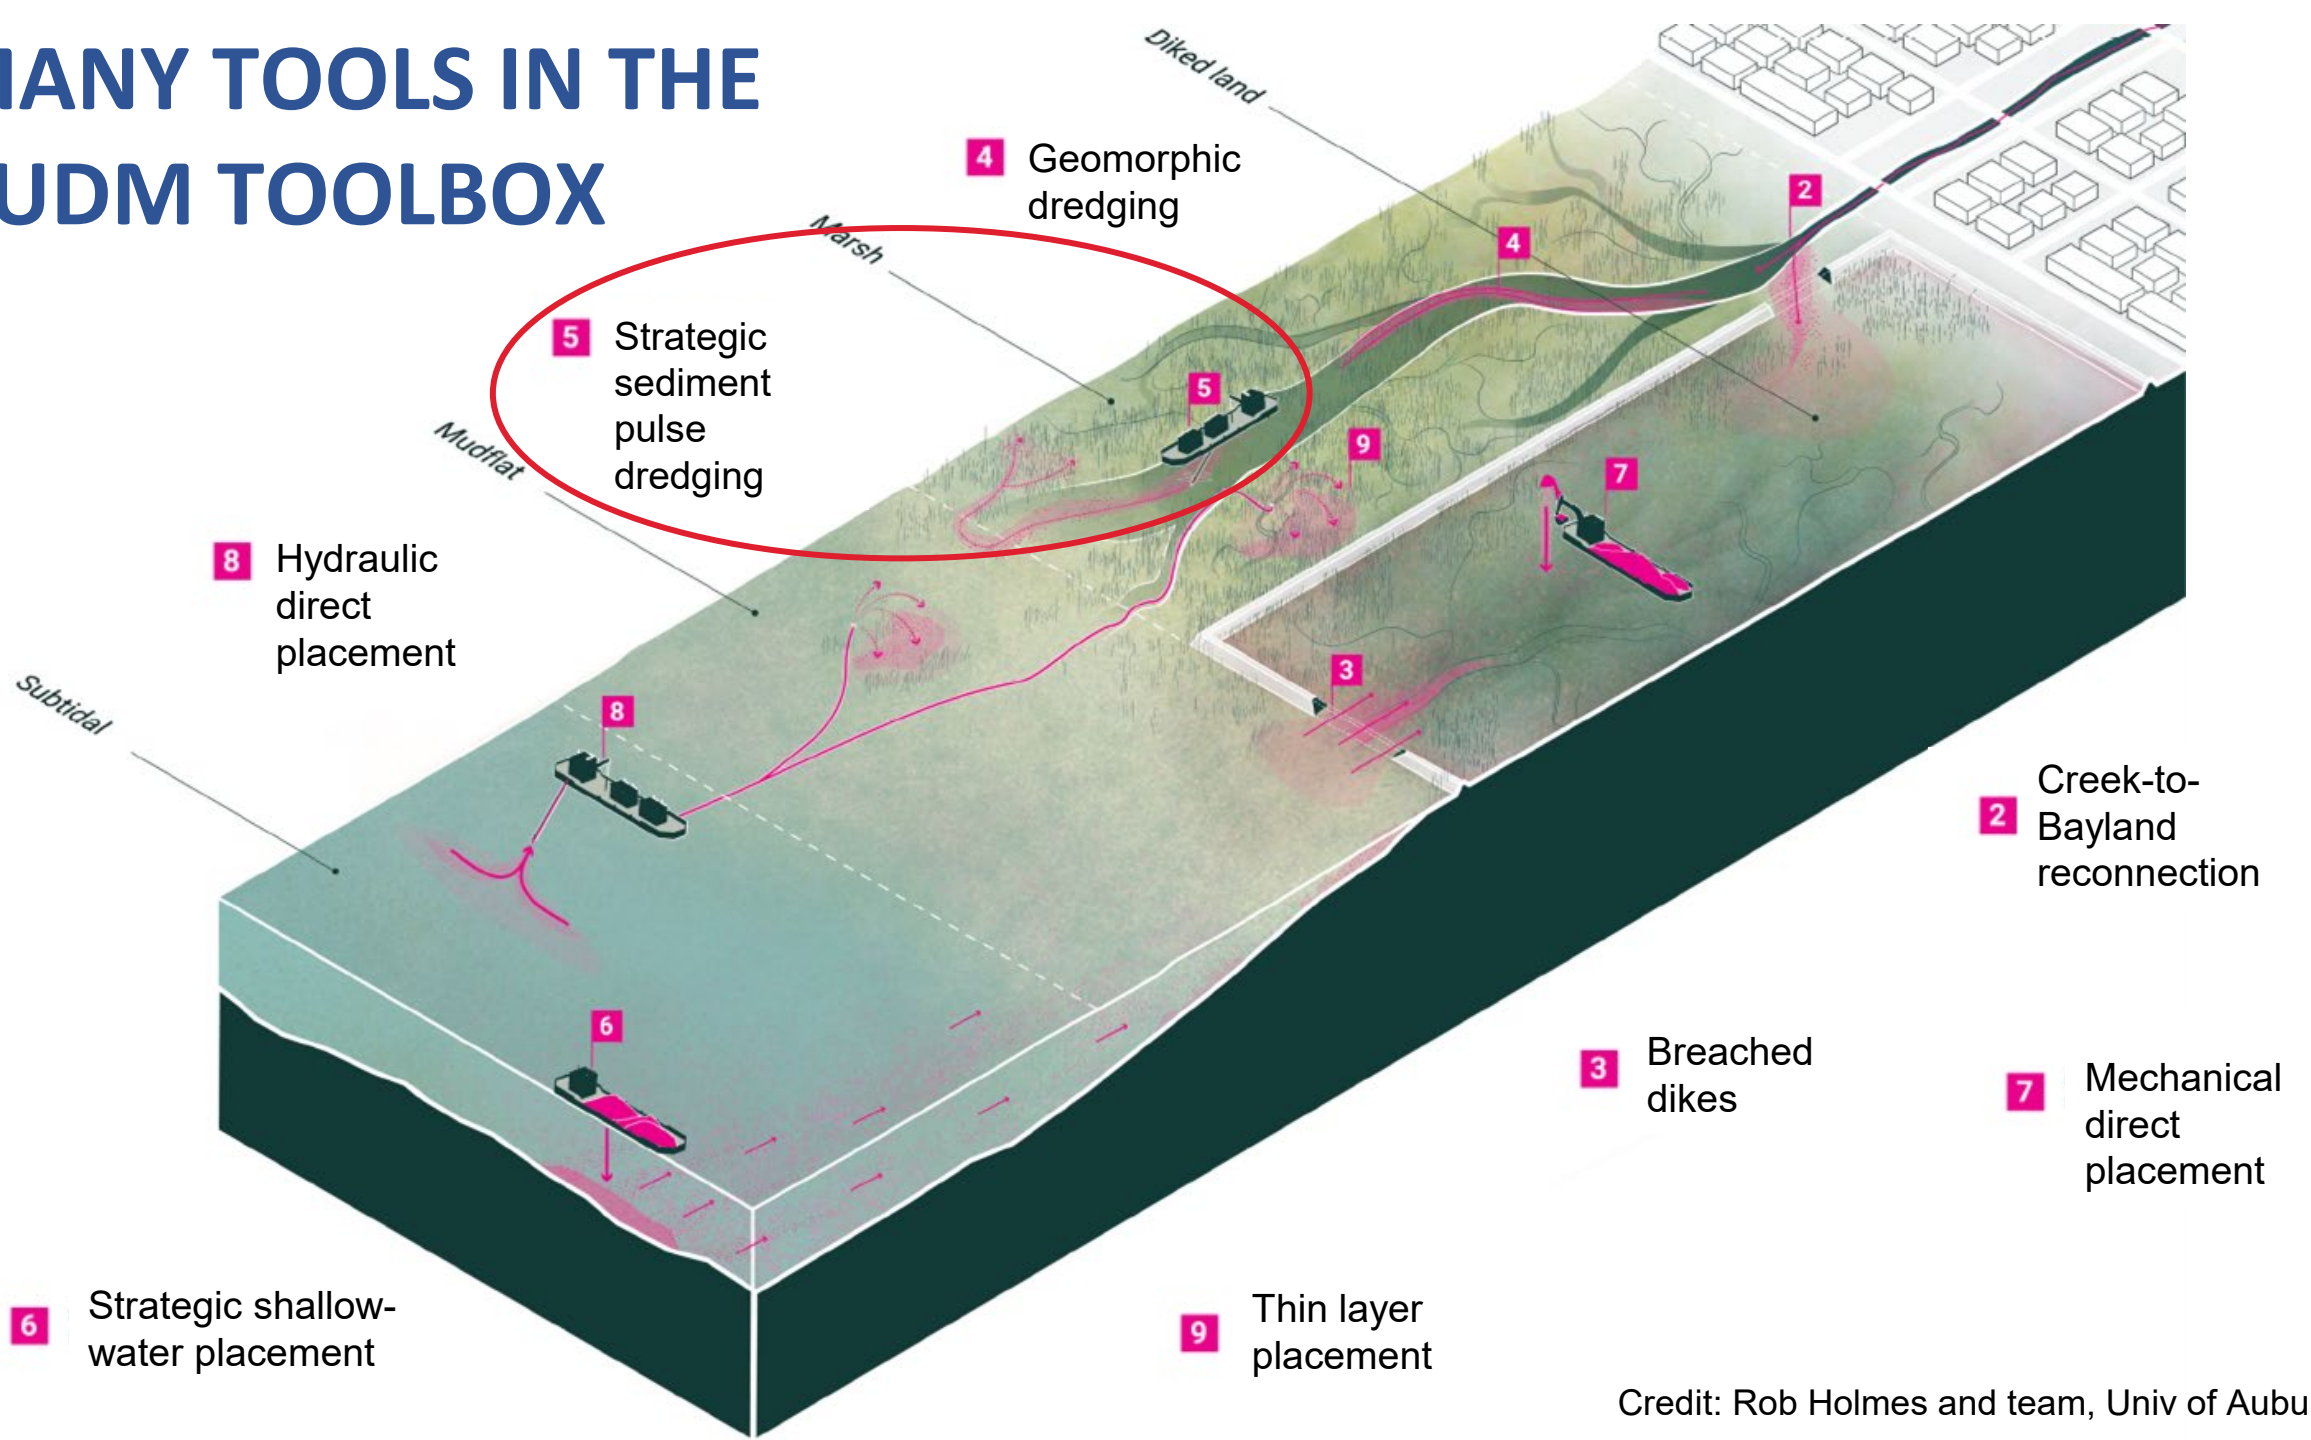 MANY TOOLS IN THE
UDM TOOLBOX
Diked land
4 Geomorphic
dredging
2
Marsh
4
5 Strategic
sediment
pulse
dredging
5
9
Mudflat
7
8 Hydraulic
direct
placement
3
Subtidal
8
2 Creek-to-
Bayland
reconnection
6
3 Breached
dikes
7 Mechanical
direct
placement
6 Strategic shallow-
water placement
9 Thin layer
placement
Credit: Rob Holmes and team, Univ of Aubu